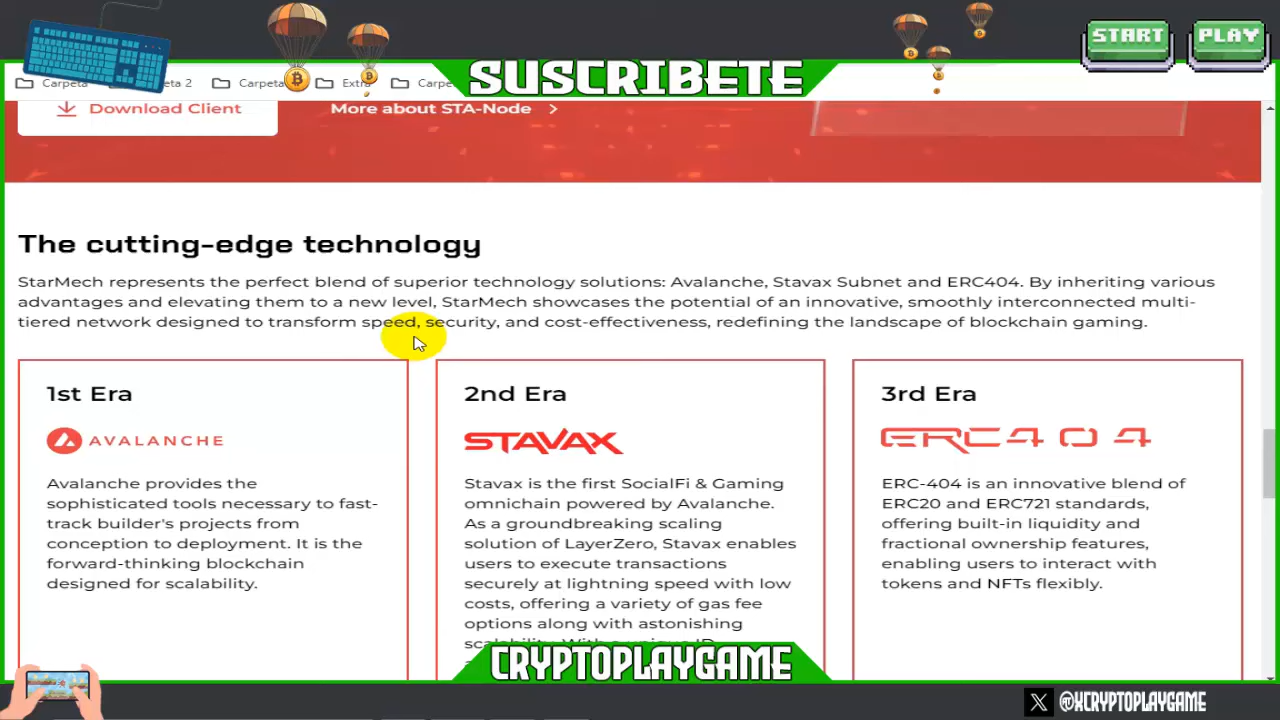 START PLAY
SUSCRIBETE
Carpeta
2
Carpeta
Extra
Download Client
More about STA-Node
The cutting-edge technology
StarMech represents the perfect blend of superior technology solutions: Avalanche, Stavax Subnet and ERC404. By inheriting various
advantages and elevating them to a new level, StarMech showcases the potential of an innovative, smoothly interconnected multi-
tiered network designed to transform speed, security, and cost-effectiveness, redefining the landscape of blockchain gaming.
1st Era
AVALANCHE
Avalanche provides the
sophisticated tools necessary to fast-
track builder's projects from
conception to deployment. It is the
forward-thinking blockchain
designed for scalability.
2nd Era
STAVAX
Stavax is the first SocialFi & Gaming
omnichain powered by Avalanche.
As a groundbreaking scaling
solution of LayerZero, Stavax enables
users to execute transactions
securely at lightning speed with low
costs, offering a variety of gas fee
options along with astonishing
3rd Era
ERC404
ERC-404 is an innovative blend of
ERC20 and ERC721 standards,
offering built-in liquidity and
fractional ownership features,
enabling users to interact with
tokens and NFTs flexibly.
CRYPTOPLAYGAME
X @XCRYPTOPLAYGAME